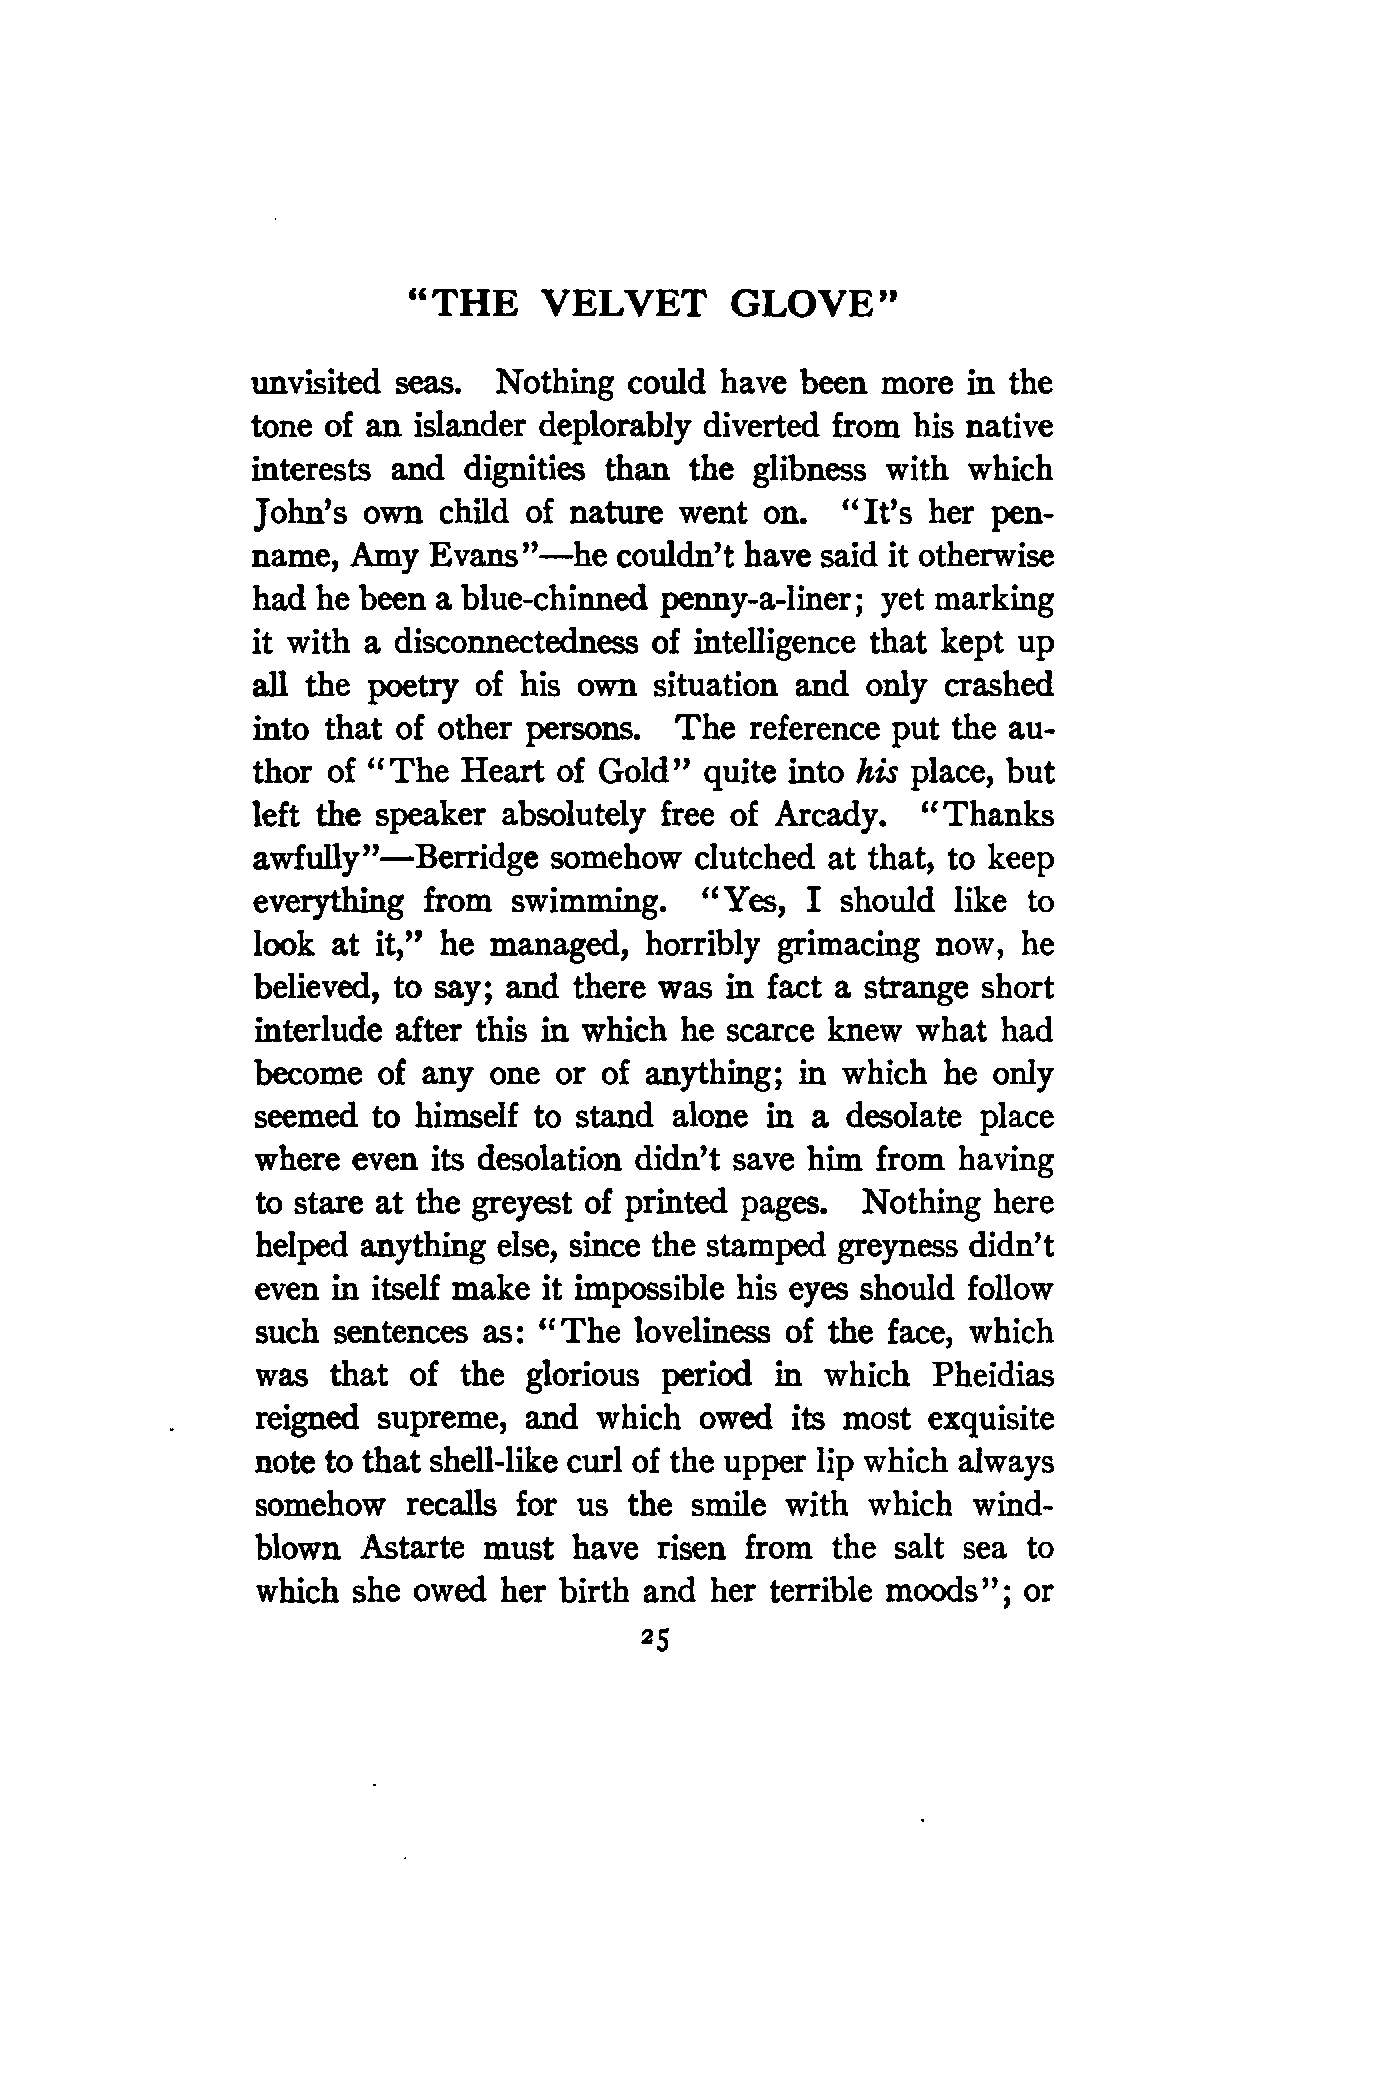 “THE VELVET GLOVE”
unvisited seas. Nothing could have been more in the
tone of an islander deplorably diverted from his native
interests and dignities than the glibness with which
John’s own child of nature went on. “It’s her pen-
name, Amy Evans”—he couldn’t have said it otherwise
had he been a blue-chinned penny-a-liner; yet marking
it with a disconnectedness of intelligence that kept up
all the poetry of his own situation and only crashed
into that of other persons. The reference put the au-
thor of “The Heart of Gold” quite into his place, but
left the speaker absolutely free of Arcady. “Thanks
awfully”—Berridge somehow clutched at that, to keep
everything from swimming. “Yes, I should like to
look at it,” he managed, horribly grimacing now, he
believed, to say; and there was in fact a strange short
interlude after this in which he scarce knew what had
become of any one or of anything; in which he only
seemed to himself to stand alone in a desolate place
where even its desolation didn’t save him from having
to stare at the greyest of printed pages. Nothing here
helped anything else, since the stamped greyness didn’t
even in itself make it impossible his eyes should follow
such sentences as: “The loveliness of the face, which
was that of the glorious period in which Pheidias
reigned supreme, and which owed its most exquisite
note to that shell-like curl of the upper lip which always
somehow recalls for us the smile with which wind-
blown Astarte must have risen from the salt sea to
which she owed her birth and her terrible moods”; or
25